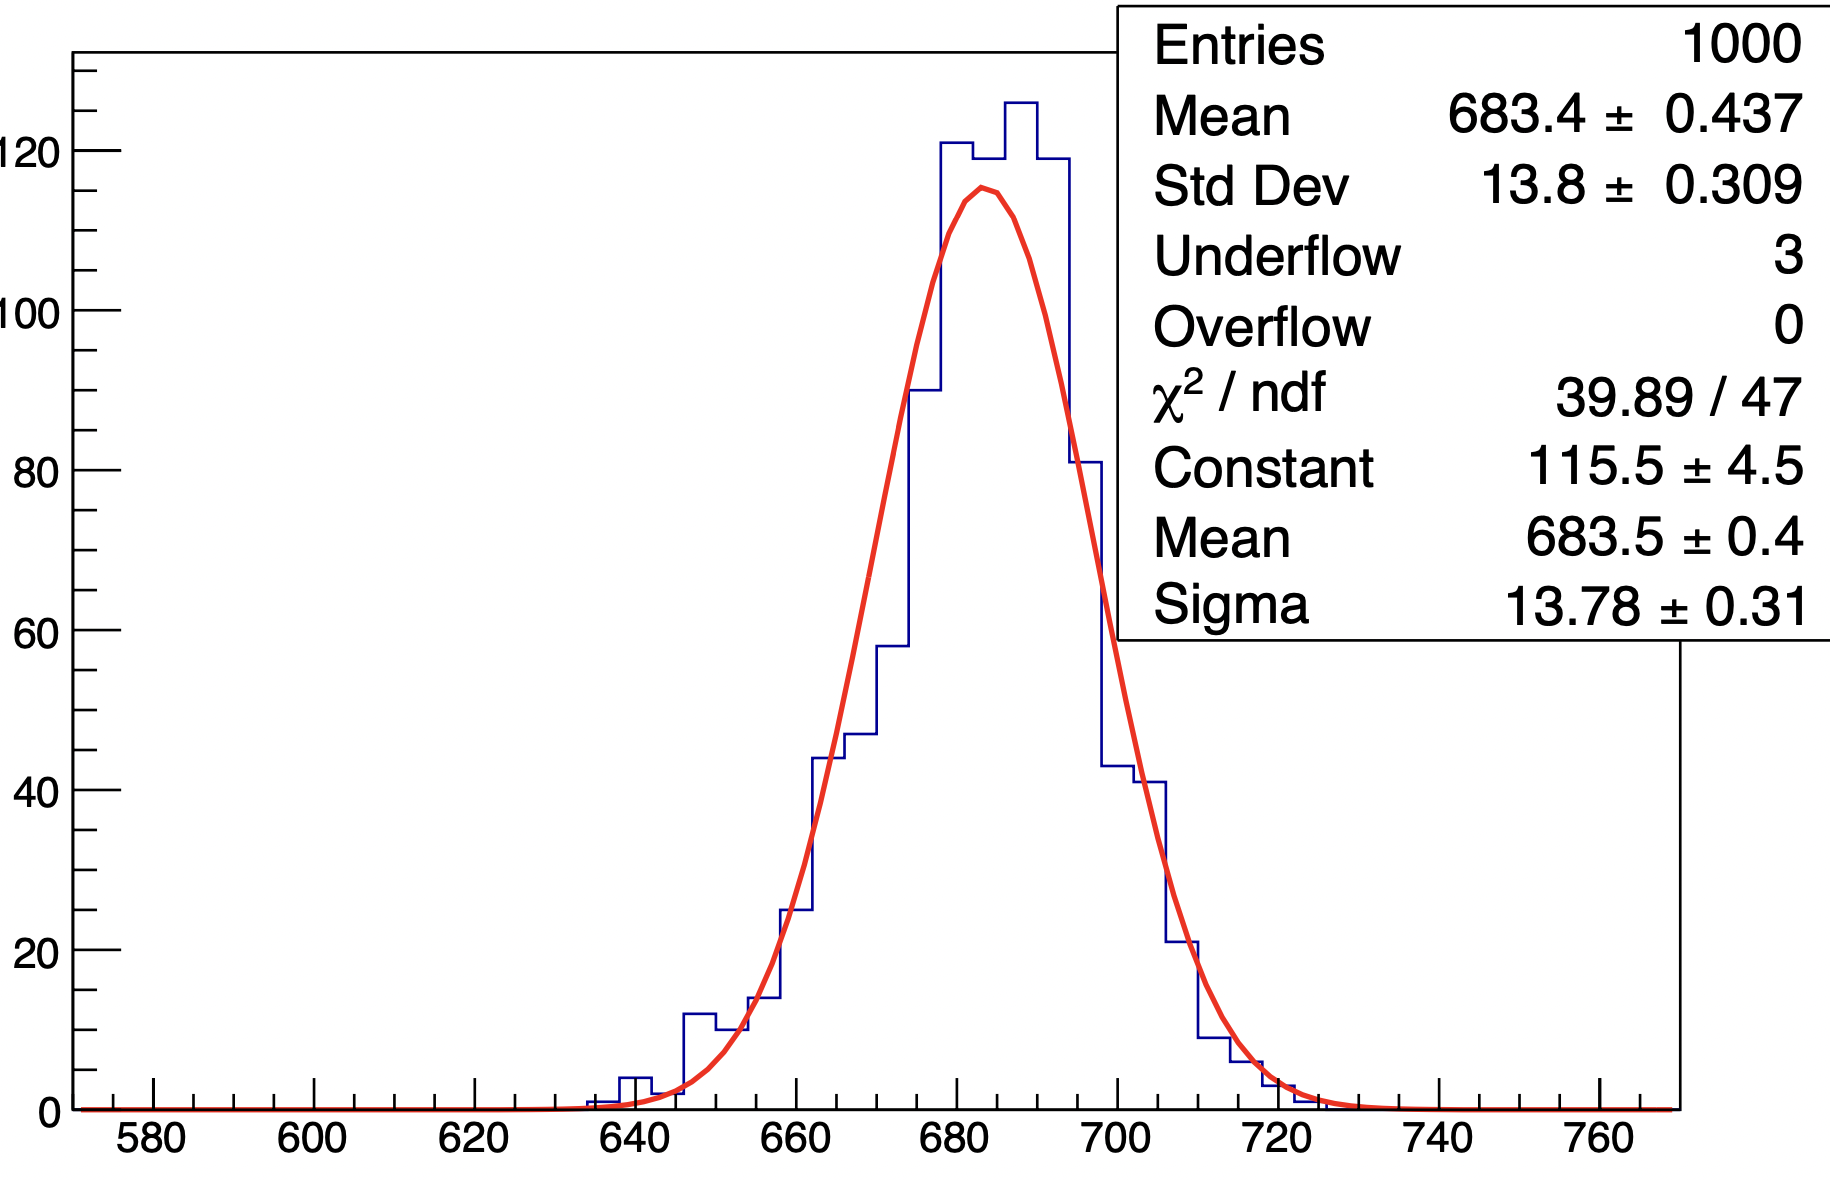 Entries 1000
Mean 683.4 ± 0.437
Std Dev 13.8 ± 0.309
Underflow 3
Overflow 0
χ² / ndf 39.89 / 47
Constant 115.5 ± 4.5
Mean 683.5 ± 0.4
Sigma 13.78 ± 0.31
120
100
80
60
40
20
0
580 600 620 640 660 680 700 720 740 760